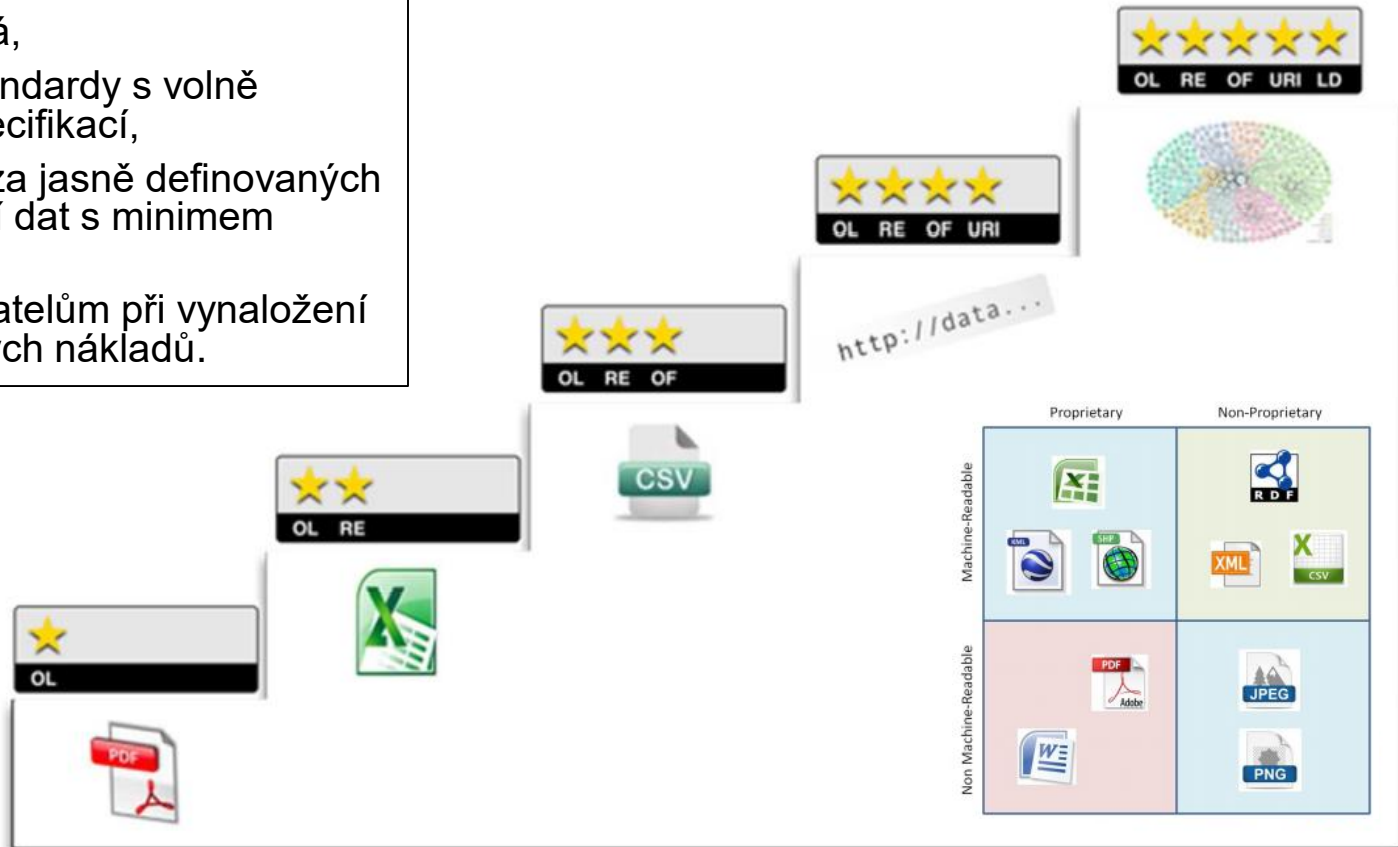 á,
ndardy s volně
ecifikací,
za jasně definovaných
í dat s minimem
atelům při vynaložení
ých nákladů.
OL RE OF URI LD
OL RE OF URI
http://data...
OL RE OF
CSV
OL RE
OL
PDF
Proprietary Non-Proprietary
Machine-Readable
RDF
KML SHP
XML
X
CSV
Non Machine-Readable
PDF
Adobe
JPEG
W
PNG